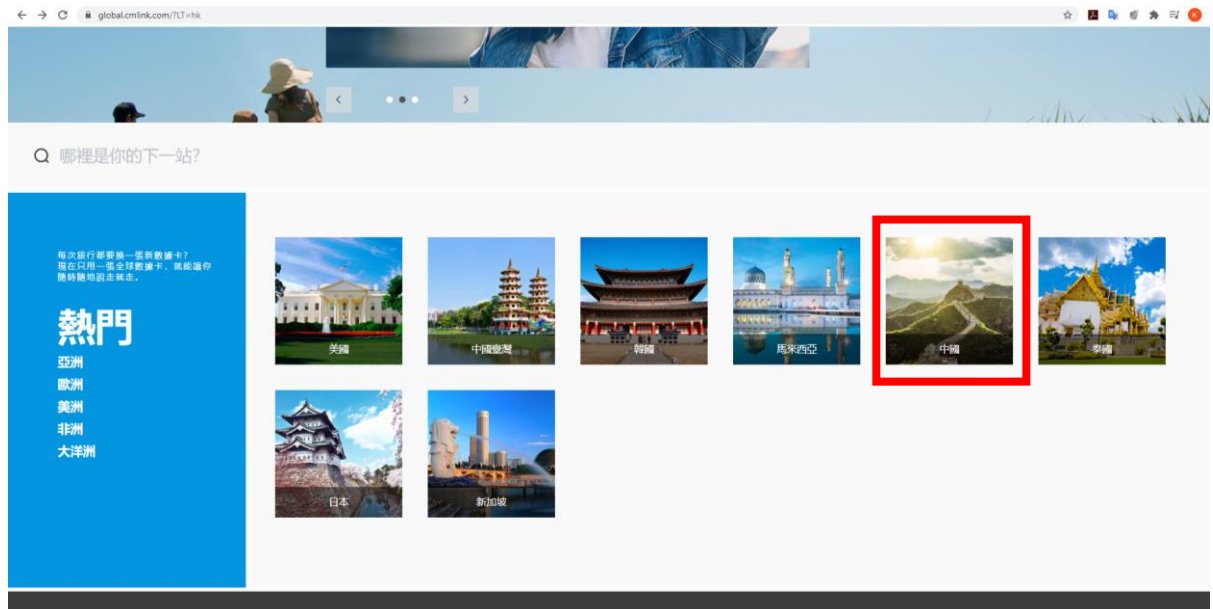 global.cmlink.com/?LT=hk
哪裡是你的下一站?
每次旅行都要換一張新數據卡?
現在只用一張全球數據卡，就能讓你
隨時隨地說走就走。
熱門
亞洲
歐洲
美洲
非洲
大洋洲
美國
中國臺灣
韓國
馬來西亞
中國
泰國
日本
新加坡